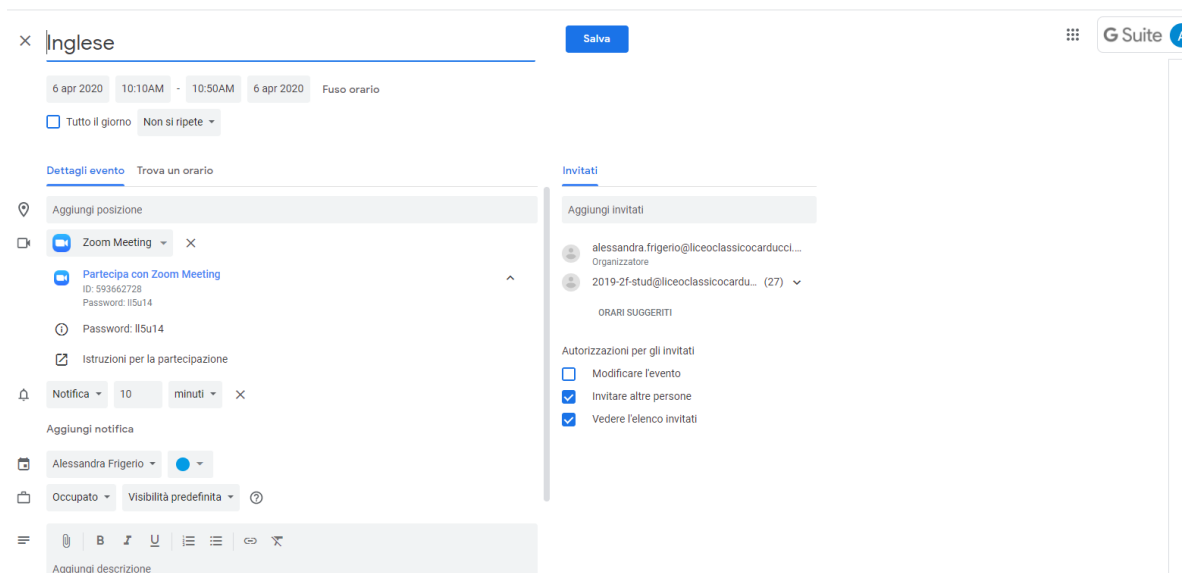 Inglese
Salva
G Suite
A
6 apr 2020 10:10AM - 10:50AM 6 apr 2020 Fuso orario
Tutto il giorno Non si ripete
Dettagli evento Trova un orario
Aggiungi posizione
Zoom Meeting
Partecipa con Zoom Meeting
ID: 593662728
Password: ll5u14
Password: ll5u14
Istruzioni per la partecipazione
Notifica 10 minuti
Aggiungi notifica
Alessandra Frigerio
Occupato Visibilità predefinita
B I U
Aggiungi descrizione
Invitati
Aggiungi invitati
alessandra.frigerio@liceoclassicocarducci....
Organizzatore
2019-2f-stud@liceoclassicocardu... (27)
ORARI SUGGERITI
Autorizzazioni per gli invitati
Modificare l'evento
Invitare altre persone
Vedere l'elenco invitati